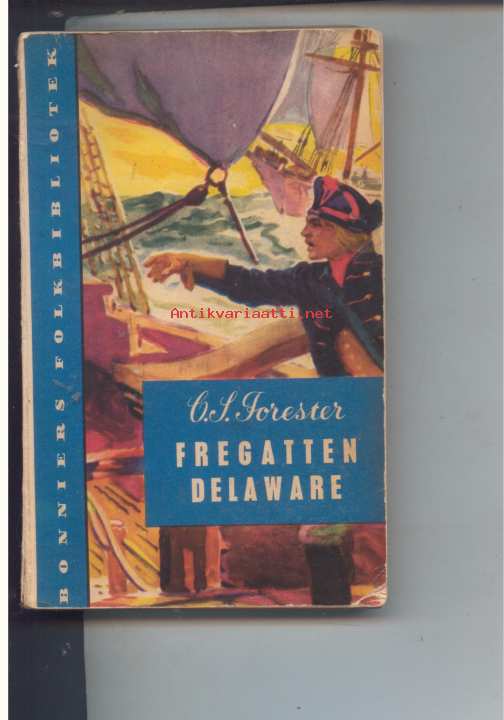 BONNIERS FOLKBIBLIOTEK
Antikvariaatti.net
C.S. Forester
FREGATTEN
DELAWARE